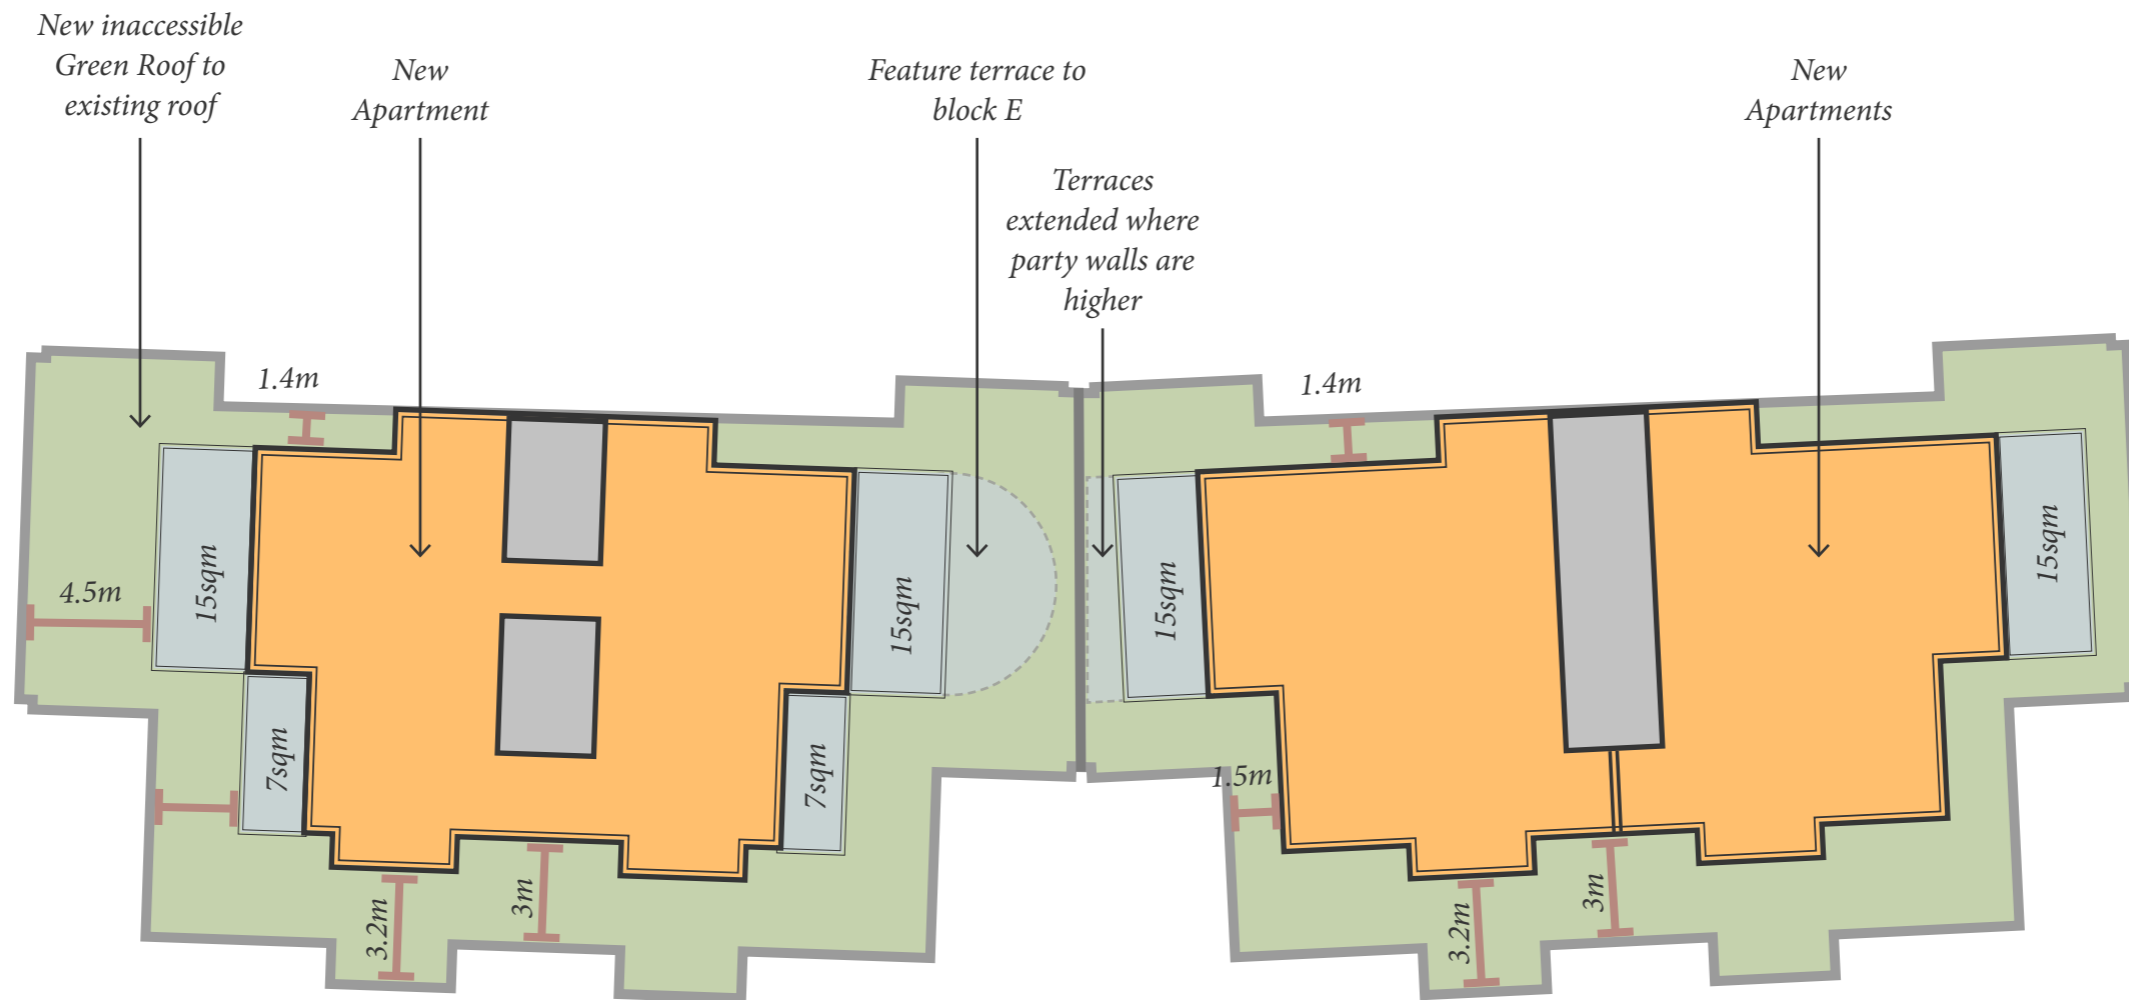 New inaccessible
Green Roof to
existing roof
New
Apartment
Feature terrace to
block E
Terraces
extended where
party walls are
higher
New
Apartments
1.4m
1.4m
4.5m
15sqm
15sqm
15sqm
15sqm
7sqm
7sqm
1.5m
3.2m
3m
3.2m
3m